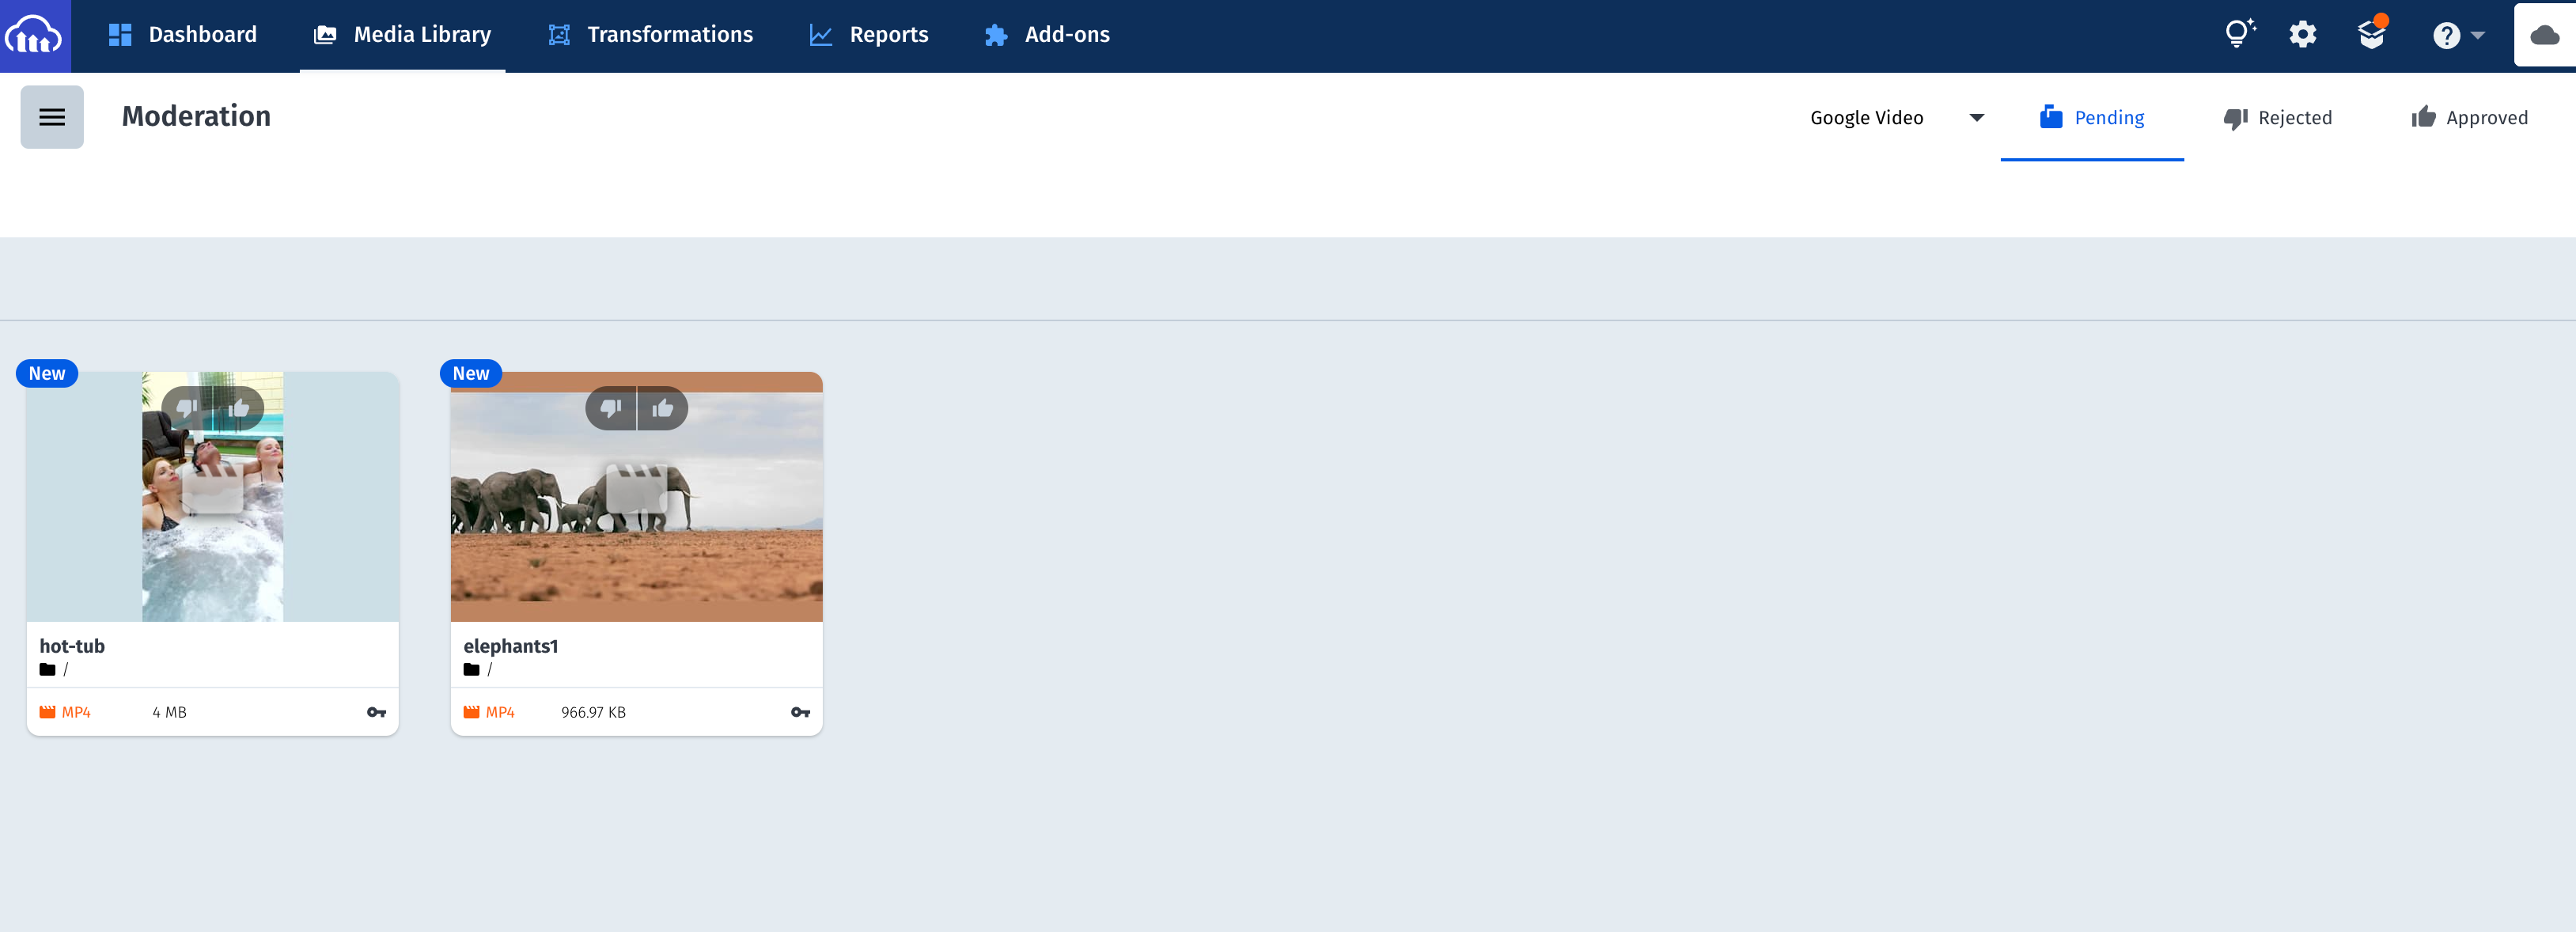 Dashboard
Media Library
Transformations
Reports
Add-ons
Moderation
Google Video
Pending
Rejected
Approved
New
New
hot-tub
/
MP4 4 MB
elephants1
/
MP4 966.97 KB